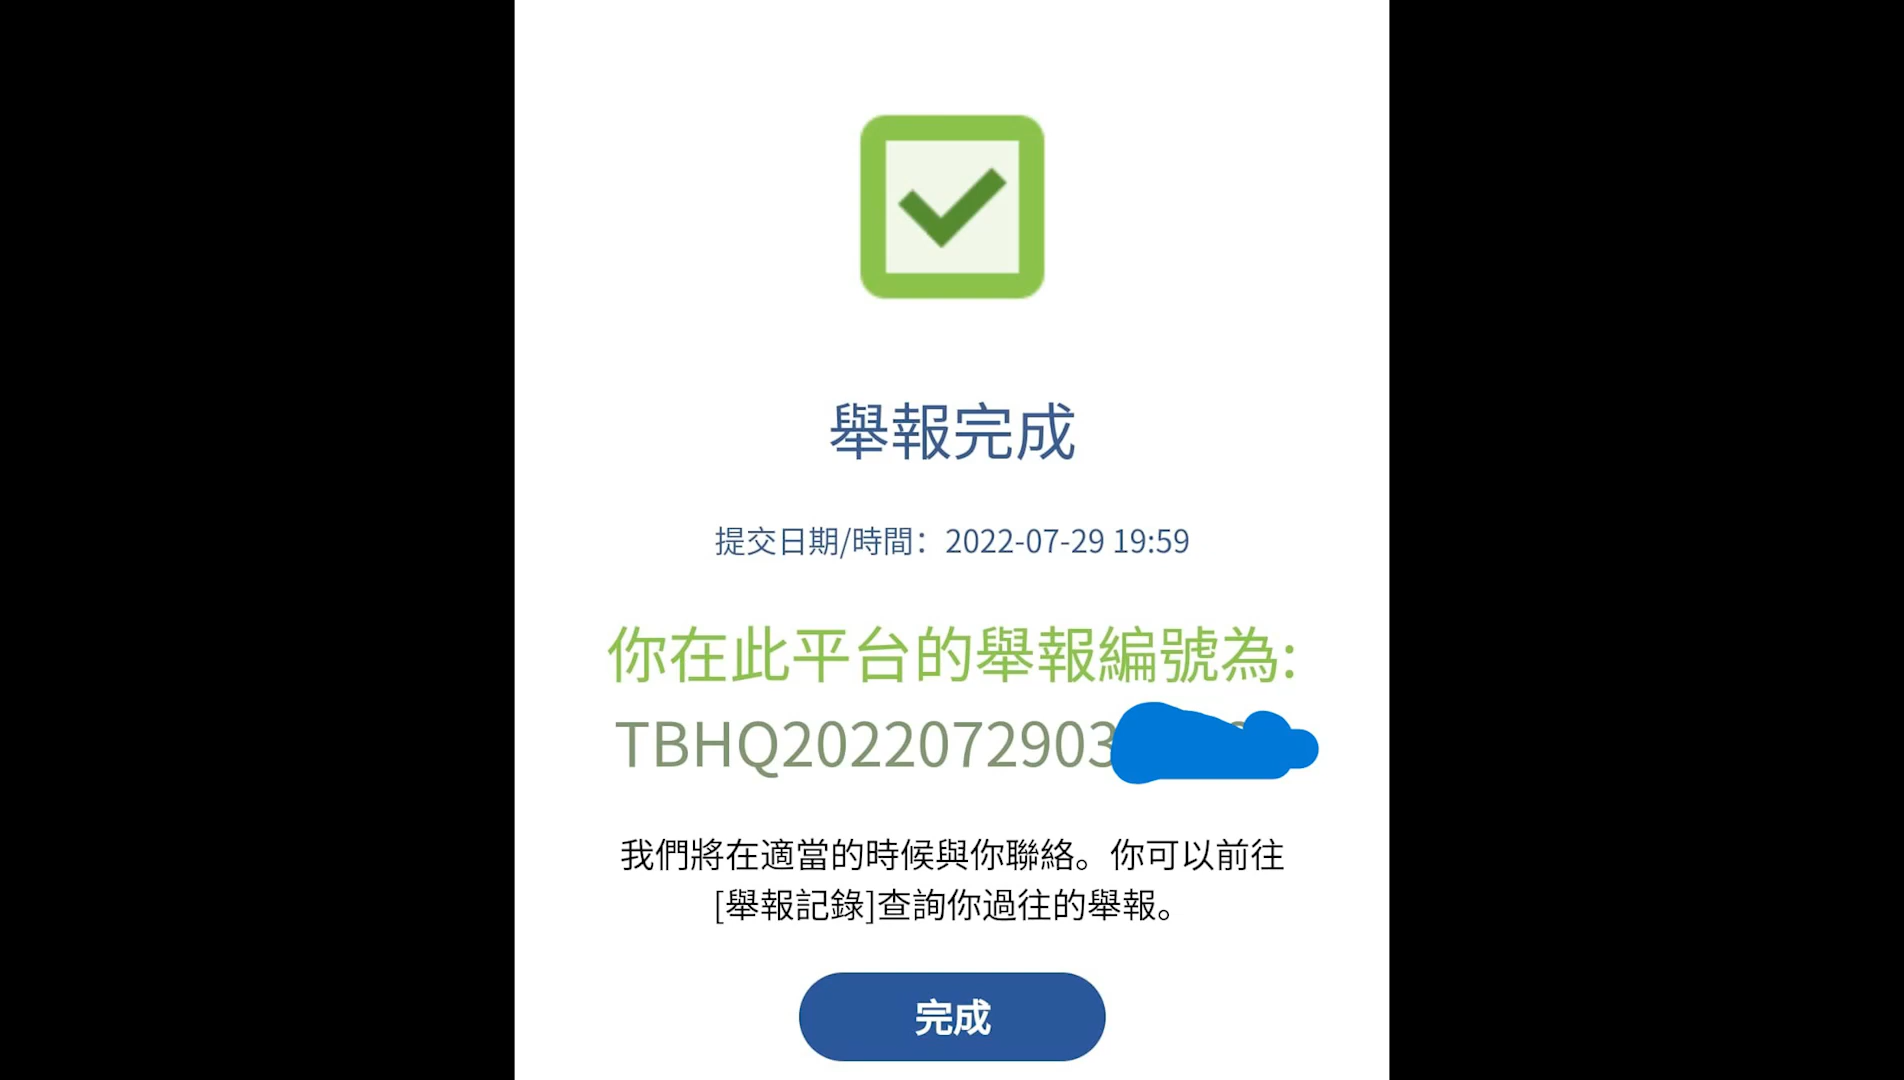 舉報完成
提交日期/時間：2022-07-29 19:59
你在此平台的舉報編號為:
TBHQ2022072903
我們將在適當的時候與你聯絡。你可以前往
[舉報記錄]查詢你過往的舉報。
完成